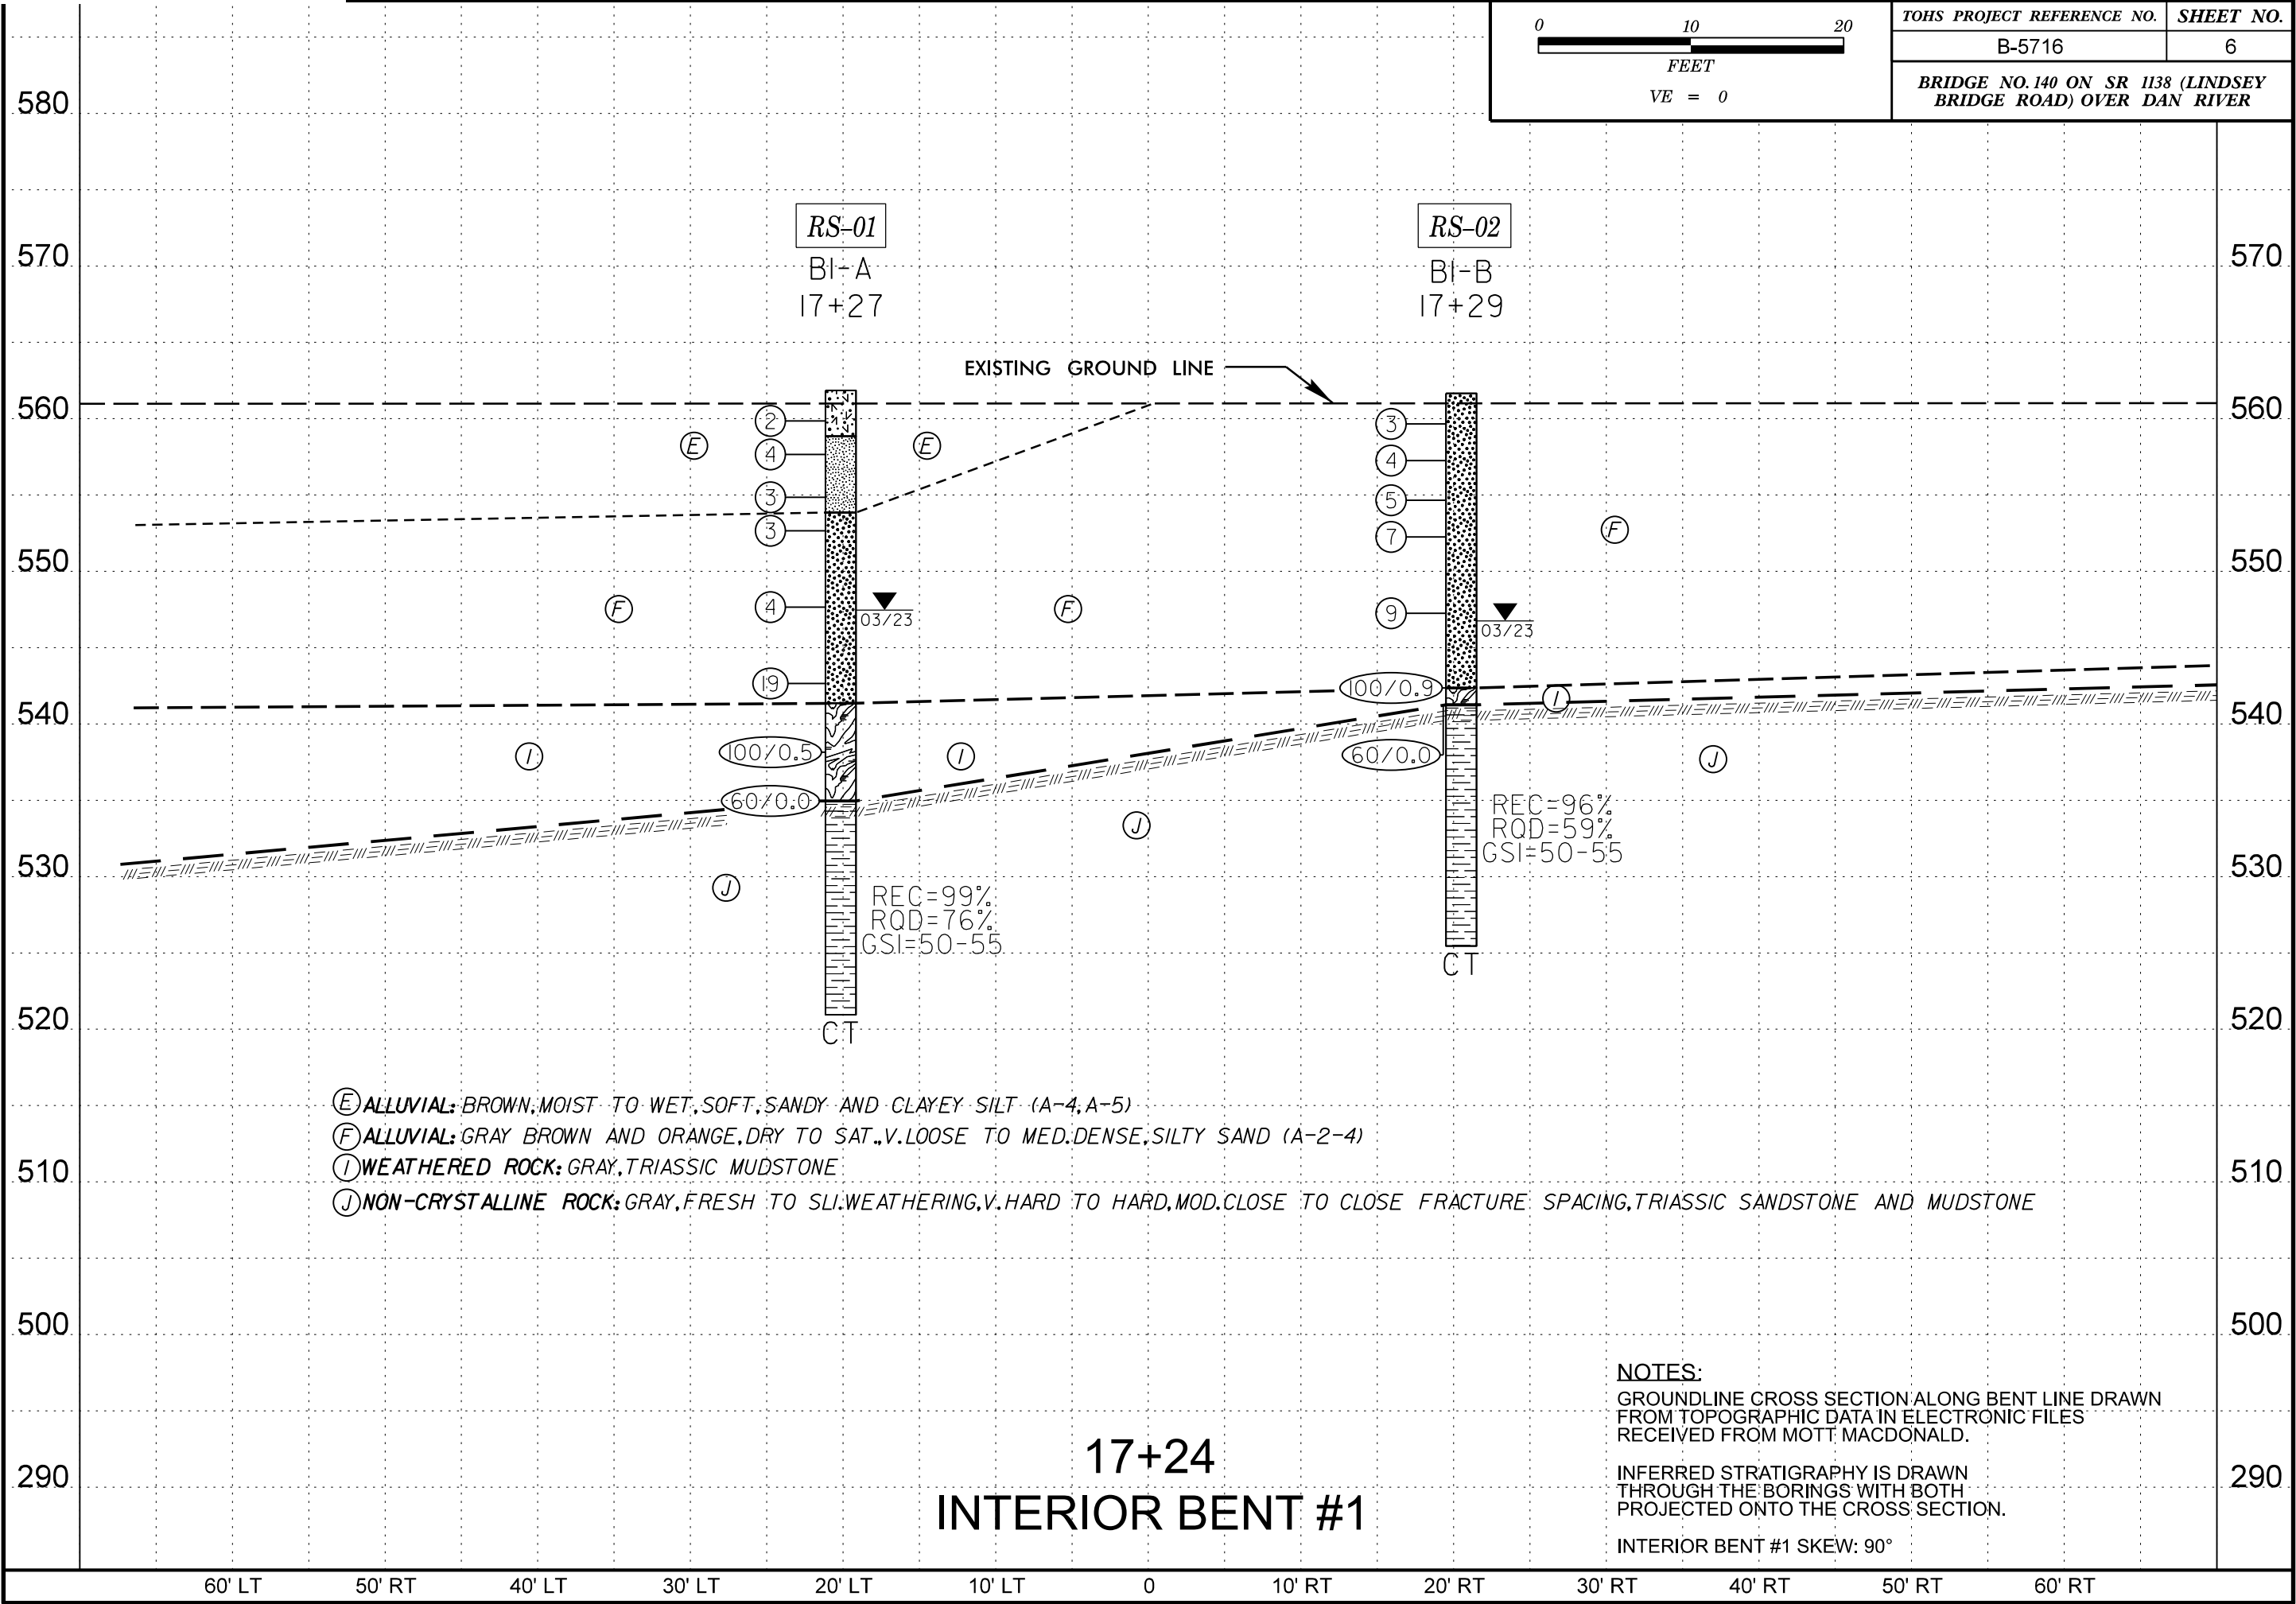 0 10 20
FEET
VE = 0
TOHS PROJECT REFERENCE NO. SHEET NO.
B-5716 6
BRIDGE NO. 140 ON SR 1138 (LINDSEY
BRIDGE ROAD) OVER DAN RIVER
580
RS-01 RS-02
570 B1-A B1-B 570
17+27 17+29
EXISTING GROUND LINE
560 560
2 3
E E
4 4
3 5
3 7 F
550 550
F 4 F 9
03/23 03/23
19 100/0.9 I
540 540
I 100/0.5 I 60/0.0 J
60/0.0 J
REC=96%
RQD=59%
GSI=50-55
530 530
J
REC=99%
RQD=76%
GSI=50-55
CT
520 520
CT
E ALLUVIAL: BROWN, MOIST TO WET, SOFT, SANDY AND CLAYEY SILT (A-4, A-5)
F ALLUVIAL: GRAY BROWN AND ORANGE, DRY TO SAT., V. LOOSE TO MED. DENSE, SILTY SAND (A-2-4)
510 510
I WEATHERED ROCK: GRAY, TRIASSIC MUDSTONE
J NON-CRYSTALLINE ROCK: GRAY, FRESH TO SLI. WEATHERING, V. HARD TO HARD, MOD. CLOSE TO CLOSE FRACTURE SPACING, TRIASSIC SANDSTONE AND MUDSTONE
500 500
NOTES:
GROUNDLINE CROSS SECTION ALONG BENT LINE DRAWN
FROM TOPOGRAPHIC DATA IN ELECTRONIC FILES
RECEIVED FROM MOTT MACDONALD.
INFERRED STRATIGRAPHY IS DRAWN
THROUGH THE BORINGS WITH BOTH
PROJECTED ONTO THE CROSS SECTION.
INTERIOR BENT #1 SKEW: 90°
17+24
INTERIOR BENT #1
290 290
60' LT 50' RT 40' LT 30' LT 20' LT 10' LT 0 10' RT 20' RT 30' RT 40' RT 50' RT 60' RT